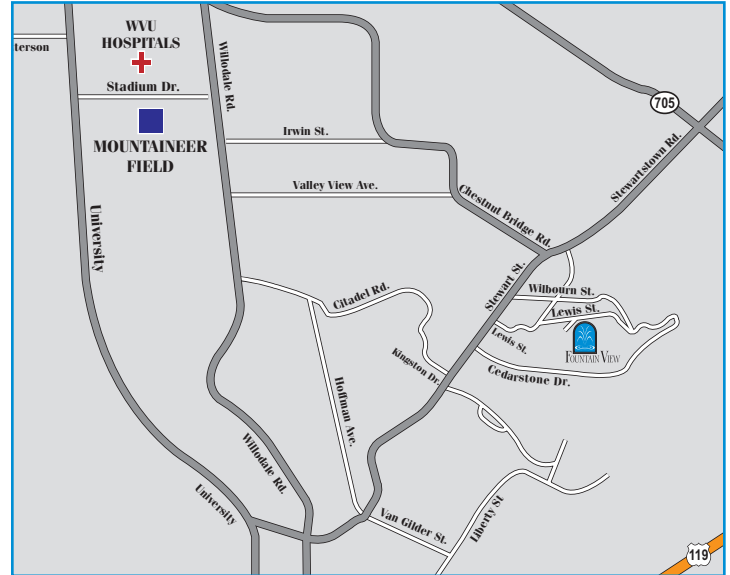 WVU
HOSPITALS
terson
Willodale Rd.
Stadium Dr.
705
MOUNTAINEER
FIELD
Irwin St.
Stewartstown Rd.
Valley View Ave.
Chestnut Bridge Rd.
University
Stewart St.
Citadel Rd.
Wilbourn St.
Lewis St.
Lewis St.
FOUNTAIN VIEW
Kingston Dr.
Cedarstone Dr.
Hoffman Ave.
Willodale Rd.
University
Van Gilder St.
Liberty St
119